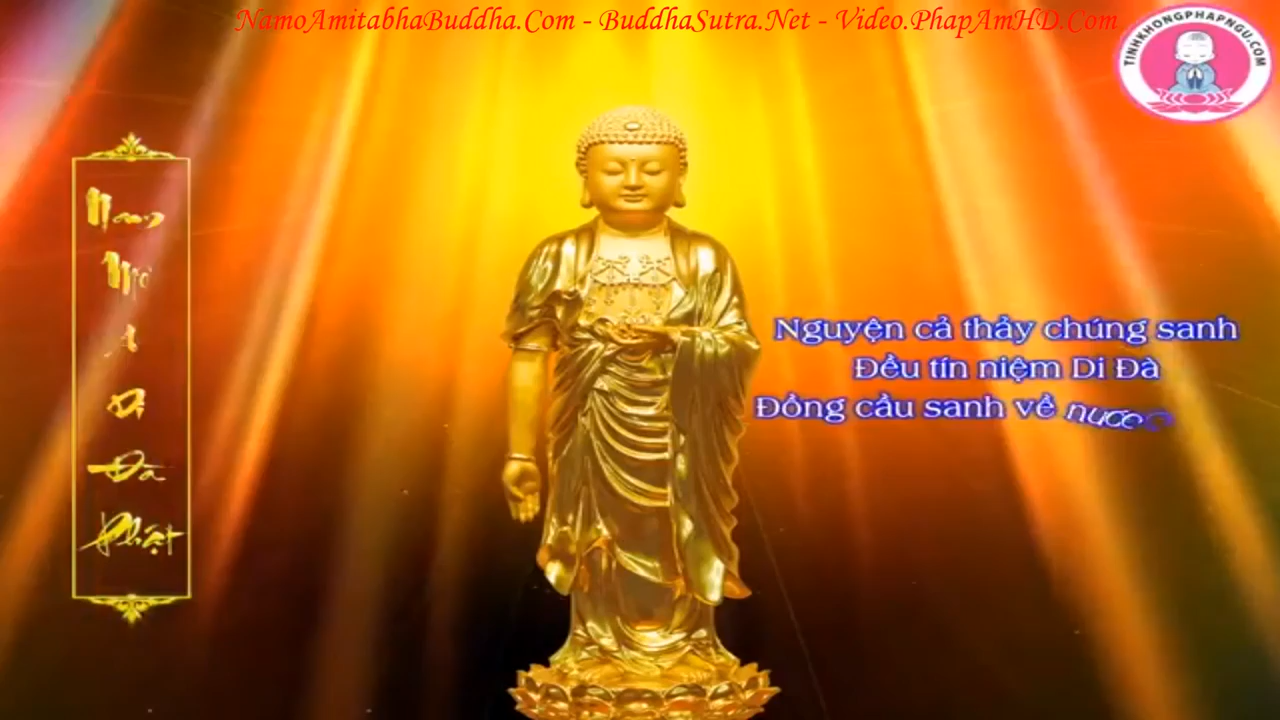 NamoAmitabhaBuddha.Com - BuddhaSutra.Net - Video.PhapAmHD.Com
TINHKHONGPHAPNGU.COM
Nam
Mô
A
Di
Đà
Phật
Nguyện cả thảy chúng sanh
Đều tín niệm Di Đà
Đồng cầu sanh về nước